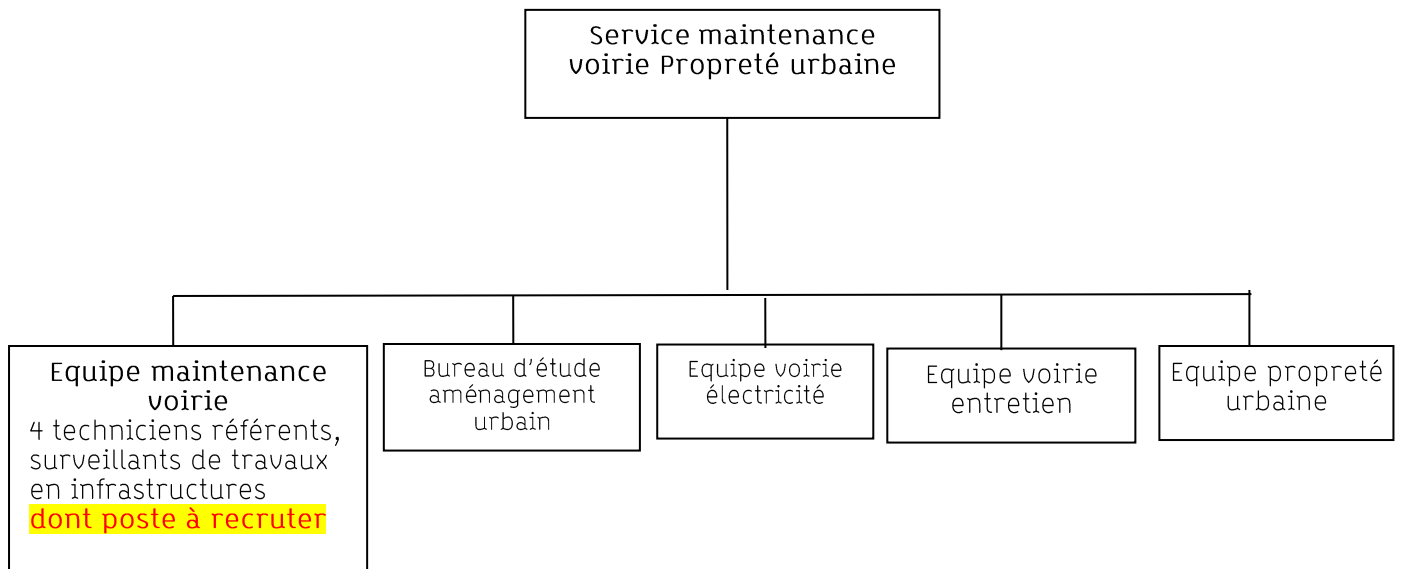 Service maintenance
voirie Propreté urbaine
Equipe maintenance
voirie
4 techniciens référents,
surveillants de travaux
en infrastructures
dont poste à recruter
Bureau d'étude
aménagement
urbain
Equipe voirie
électricité
Equipe voirie
entretien
Equipe propreté
urbaine